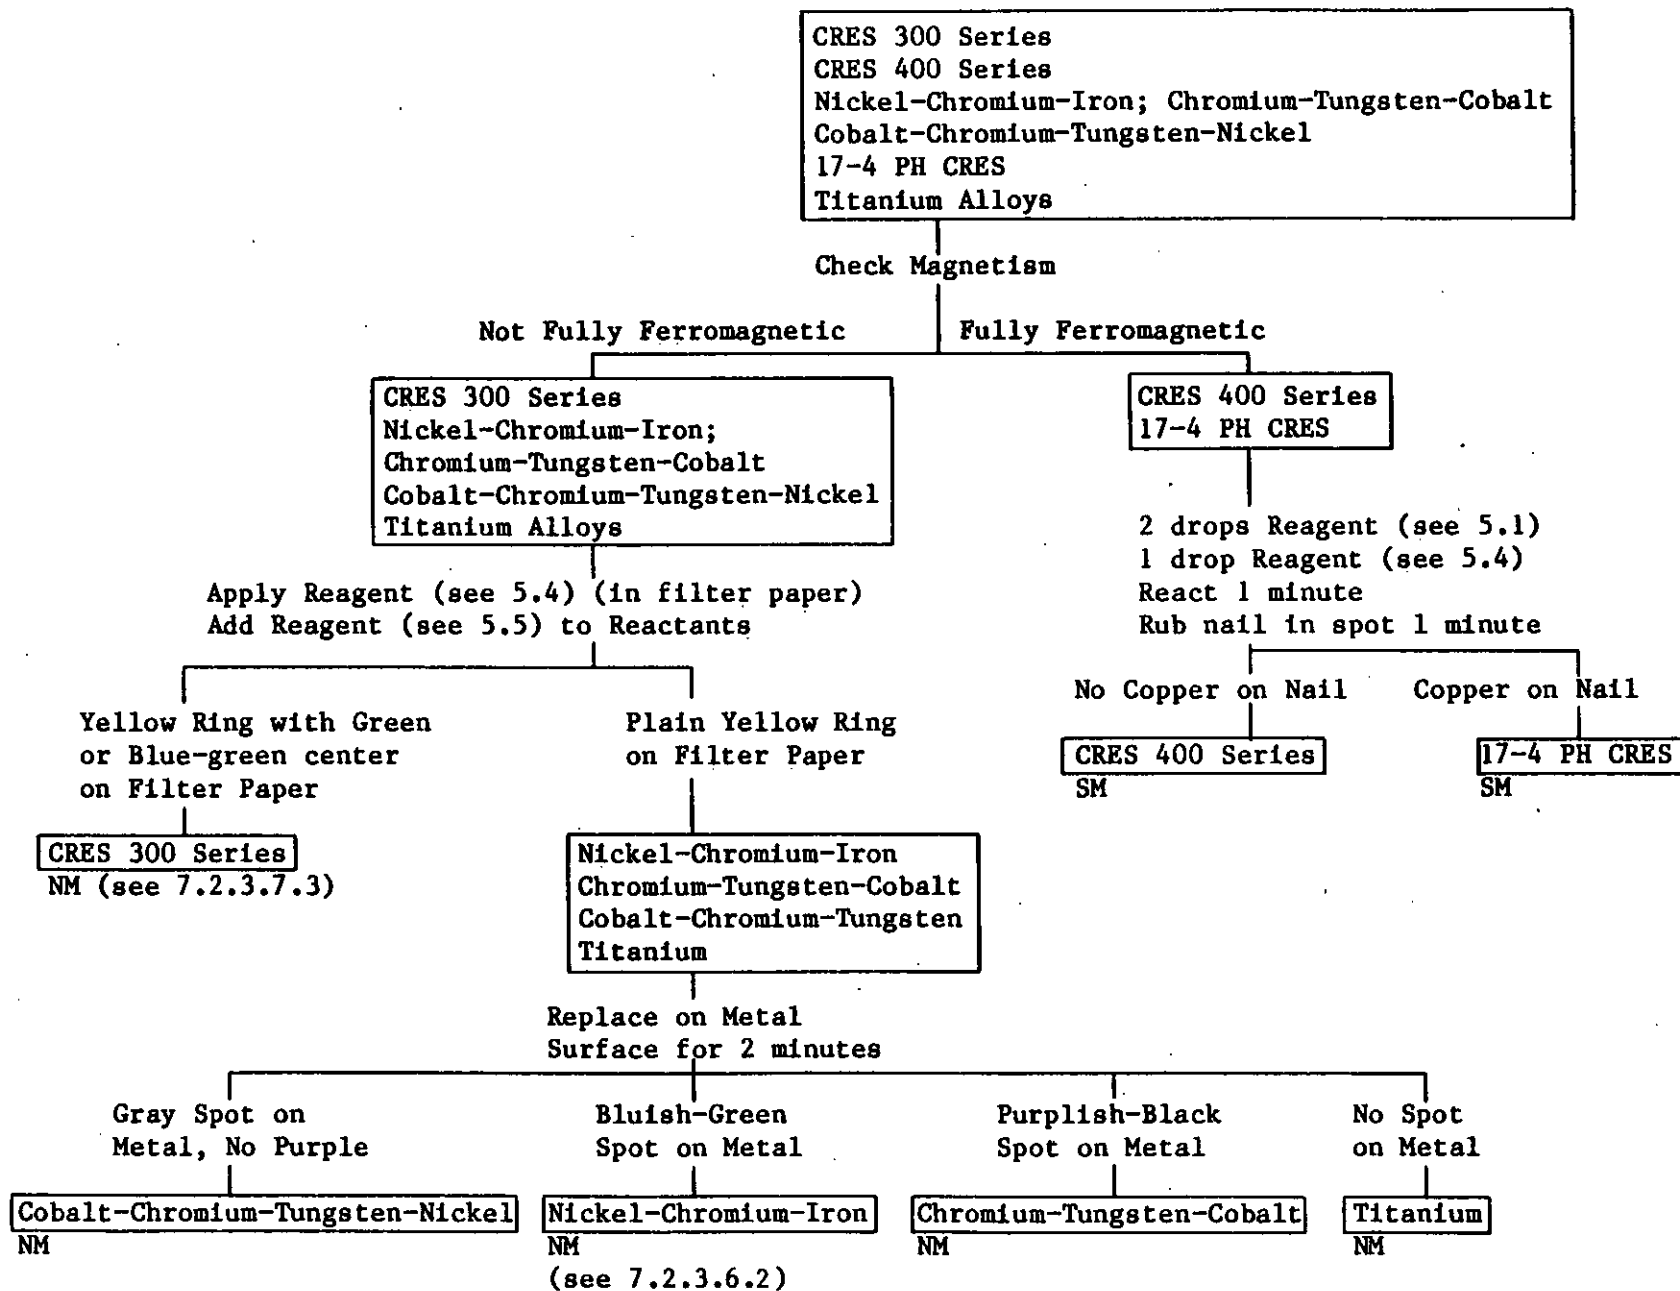 CRES 300 Series
CRES 400 Series
Nickel-Chromium-Iron; Chromium-Tungsten-Cobalt
Cobalt-Chromium-Tungsten-Nickel
17-4 PH CRES
Titanium Alloys
Check Magnetism
Not Fully Ferromagnetic
Fully Ferromagnetic
CRES 300 Series
Nickel-Chromium-Iron;
Chromium-Tungsten-Cobalt
Cobalt-Chromium-Tungsten-Nickel
Titanium Alloys
CRES 400 Series
17-4 PH CRES
Apply Reagent (see 5.4) (in filter paper)
Add Reagent (see 5.5) to Reactants
2 drops Reagent (see 5.1)
1 drop Reagent (see 5.4)
React 1 minute
Rub nail in spot 1 minute
Yellow Ring with Green
or Blue-green center
on Filter Paper
Plain Yellow Ring
on Filter Paper
No Copper on Nail
Copper on Nail
CRES 400 Series
SM
17-4 PH CRES
SM
CRES 300 Series
NM (see 7.2.3.7.3)
Nickel-Chromium-Iron
Chromium-Tungsten-Cobalt
Cobalt-Chromium-Tungsten
Titanium
Replace on Metal
Surface for 2 minutes
Gray Spot on
Metal, No Purple
Bluish-Green
Spot on Metal
Purplish-Black
Spot on Metal
No Spot
on Metal
Cobalt-Chromium-Tungsten-Nickel
NM
Nickel-Chromium-Iron
NM
(see 7.2.3.6.2)
Chromium-Tungsten-Cobalt
NM
Titanium
NM